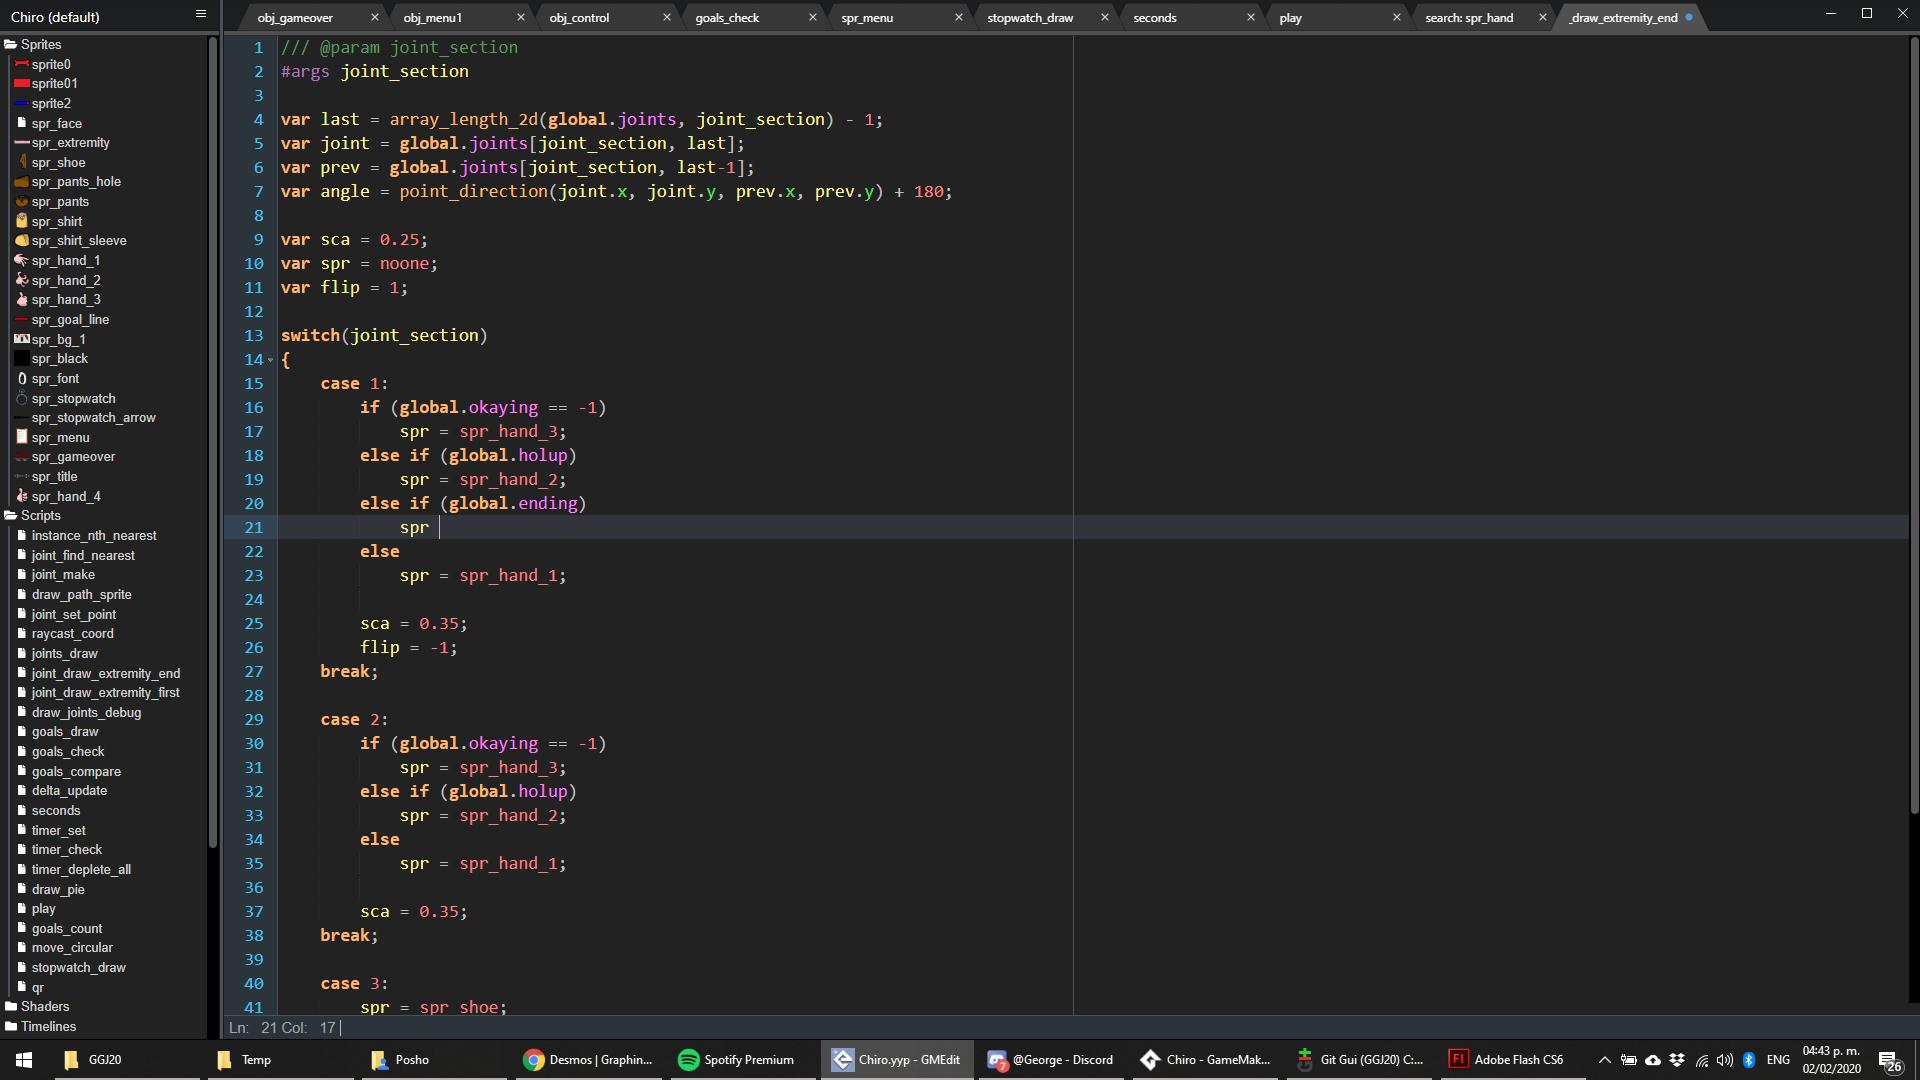 Chiro (default)
obj_gameover
obj_menu1
obj_control
goals_check
spr_menu
stopwatch_draw
seconds
play
search: spr_hand
_draw_extremity_end
Sprites
sprite0
sprite01
sprite2
spr_face
spr_extremity
spr_shoe
spr_pants_hole
spr_pants
spr_shirt
spr_shirt_sleeve
spr_hand_1
spr_hand_2
spr_hand_3
spr_goal_line
spr_bg_1
spr_black
spr_font
spr_stopwatch
spr_stopwatch_arrow
spr_menu
spr_gameover
spr_title
spr_hand_4
Scripts
instance_nth_nearest
joint_find_nearest
joint_make
draw_path_sprite
joint_set_point
raycast_coord
joints_draw
joint_draw_extremity_end
joint_draw_extremity_first
draw_joints_debug
goals_draw
goals_check
goals_compare
delta_update
seconds
timer_set
timer_check
timer_deplete_all
draw_pie
play
goals_count
move_circular
stopwatch_draw
qr
Shaders
Timelines
1 /// @param joint_section
2 #args joint_section
3
4 var last = array_length_2d(global.joints, joint_section) - 1;
5 var joint = global.joints[joint_section, last];
6 var prev = global.joints[joint_section, last-1];
7 var angle = point_direction(joint.x, joint.y, prev.x, prev.y) + 180;
8
9 var sca = 0.25;
10 var spr = noone;
11 var flip = 1;
12
13 switch(joint_section)
14 {
15 case 1:
16 if (global.okaying == -1)
17 spr = spr_hand_3;
18 else if (global.holup)
19 spr = spr_hand_2;
20 else if (global.ending)
21 spr
22 else
23 spr = spr_hand_1;
24
25 sca = 0.35;
26 flip = -1;
27 break;
28
29 case 2:
30 if (global.okaying == -1)
31 spr = spr_hand_3;
32 else if (global.holup)
33 spr = spr_hand_2;
34 else
35 spr = spr_hand_1;
36
37 sca = 0.35;
38 break;
39
40 case 3:
41 spr = spr_shoe;
Ln: 21 Col: 17
GGJ20
Temp
Posho
Desmos | Graphin...
Spotify Premium
Chiro.yyp - GMEdit
7
@George - Discord
Chiro - GameMak...
Git Gui (GGJ20) C:...
Fl
Adobe Flash CS6
ENG
04:43 p. m.
02/02/2020
26